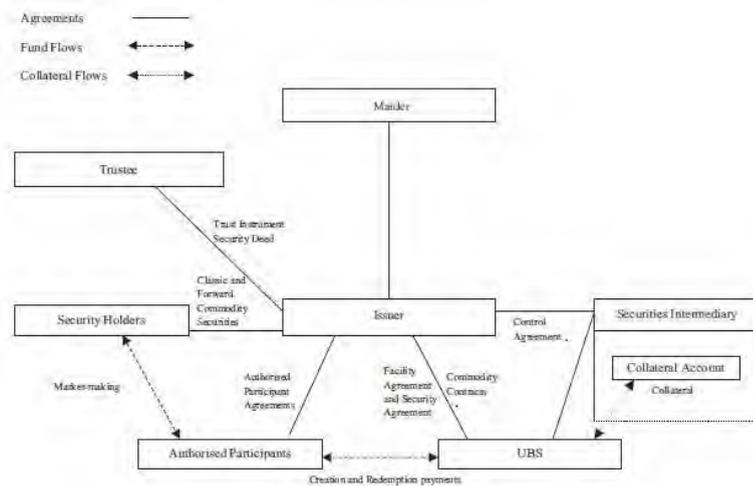 Agreements
Fund Flows
Collateral Flows
Trustee
Trust Instrument
Security Deed
Classic and
Forward
Commodity
Securities
Security Holders
Issuer
Control
Agreement
Securities Intermediary
Collateral Account
Collateral
Market-making
Authorised
Participant
Agreements
Facility
Agreement
and Security
Agreement
Commodity
Contracts
Authorised Participants
UBS
Creation and Redemption payments